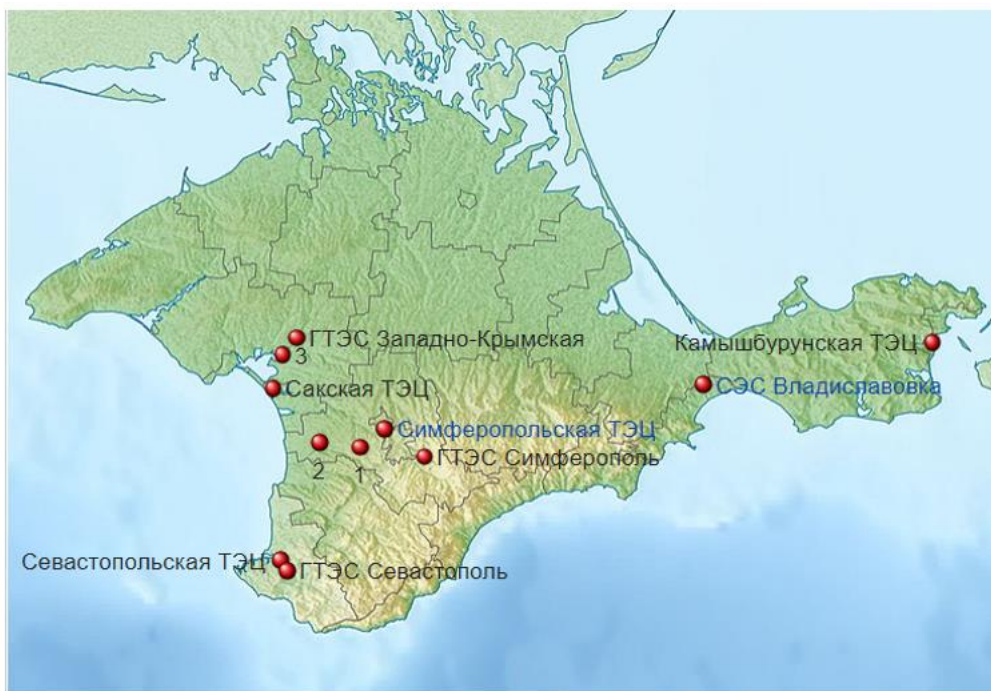 ГТЭС Западно-Крымская
3
Камышбурунская ТЭЦ
Сакская ТЭЦ
СЭС Владиславовка
Симферопольская ТЭЦ
2
1
ГТЭС Симферополь
Севастопольская ТЭЦ
ГТЭС Севастополь